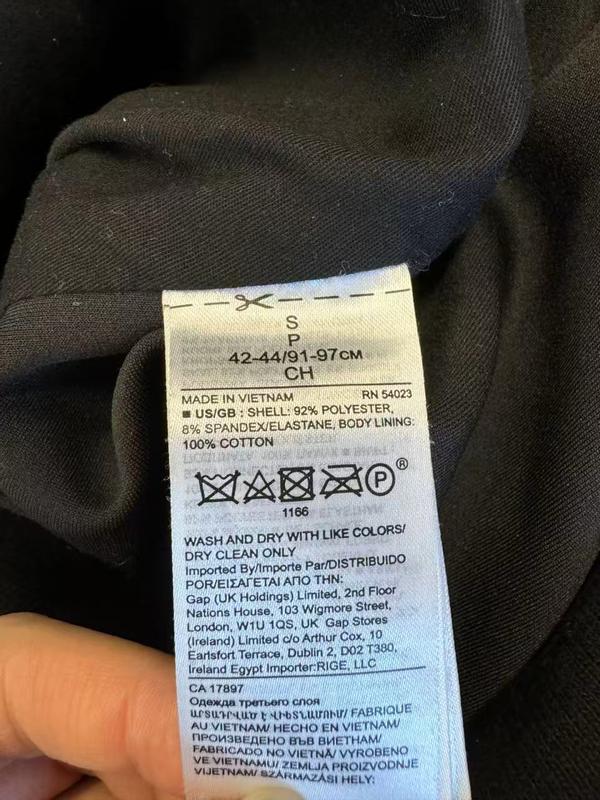 S
P
42-44/91-97CM
CH
MADE IN VIETNAM RN 54023
■ US/GB : SHELL: 92% POLYESTER,
8% SPANDEX/ELASTANE, BODY LINING:
100% COTTON
P ®
1166
WASH AND DRY WITH LIKE COLORS/
DRY CLEAN ONLY
Imported By/Importe Par/DISTRIBUIDO
POR/ΕΙΣΑΓΕΤΑΙ ΑΠΟ ΤΗΝ:
Gap (UK Holdings) Limited, 2nd Floor
Nations House, 103 Wigmore Street,
London, W1U 1QS, UK Gap Stores
(Ireland) Limited c/o Arthur Cox, 10
Earlsfort Terrace, Dublin 2, D02 T380,
Ireland Egypt Importer:RIGE, LLC
CA 17897
Одежда третьего слоя
ԱՐՏԱԴՐՎԱԾ Է ՎԻԵՏՆԱՄՈՒՄ/ FABRIQUE
AU VIETNAM/ HECHO EN VIETNAM/
ПРОИЗВЕДЕНО ВЪВ ВИЕТНАМ/
FABRICADO NO VIETNÃ/ VYROBENO
VE VIETNAMU/ ZEMLJA PROIZVODNJE
VIJETNAM/ SZÁRMAZÁSI HELY: